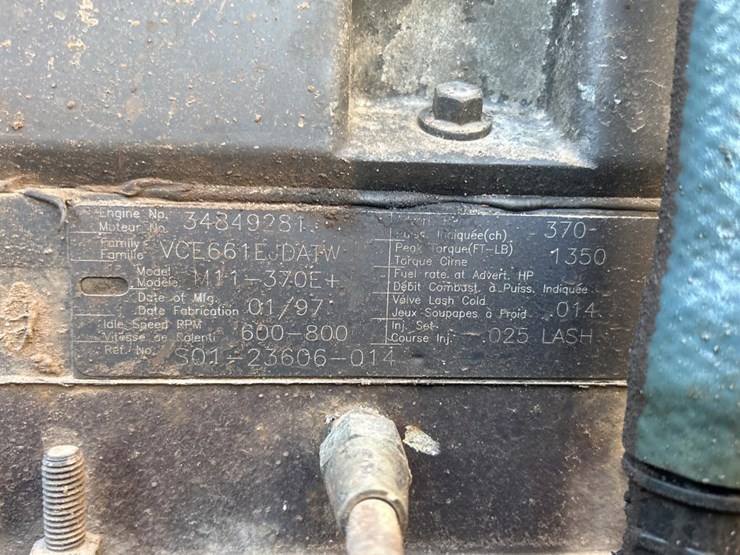 Engine No.
Moteur No. 34849281
Family
Famille VCE661EJDATW
Model
Modèle M11-370E+
Date of Mfg.
Date Fabrication 01/97
Idle Speed RPM
Vitesse de Ralenti 600-800
Ref. No. S01-23606-014
Puiss. Indiquée(ch) 370-
Peak Torque(FT-LB)
Torque Cime 1350
Fuel rate at Advert. HP
Débit Combust. à Puiss. Indiquée
Valve Lash Cold
Jeux Soupapes à Froid .014
Inj. Set
Course Inj. .025 LASH